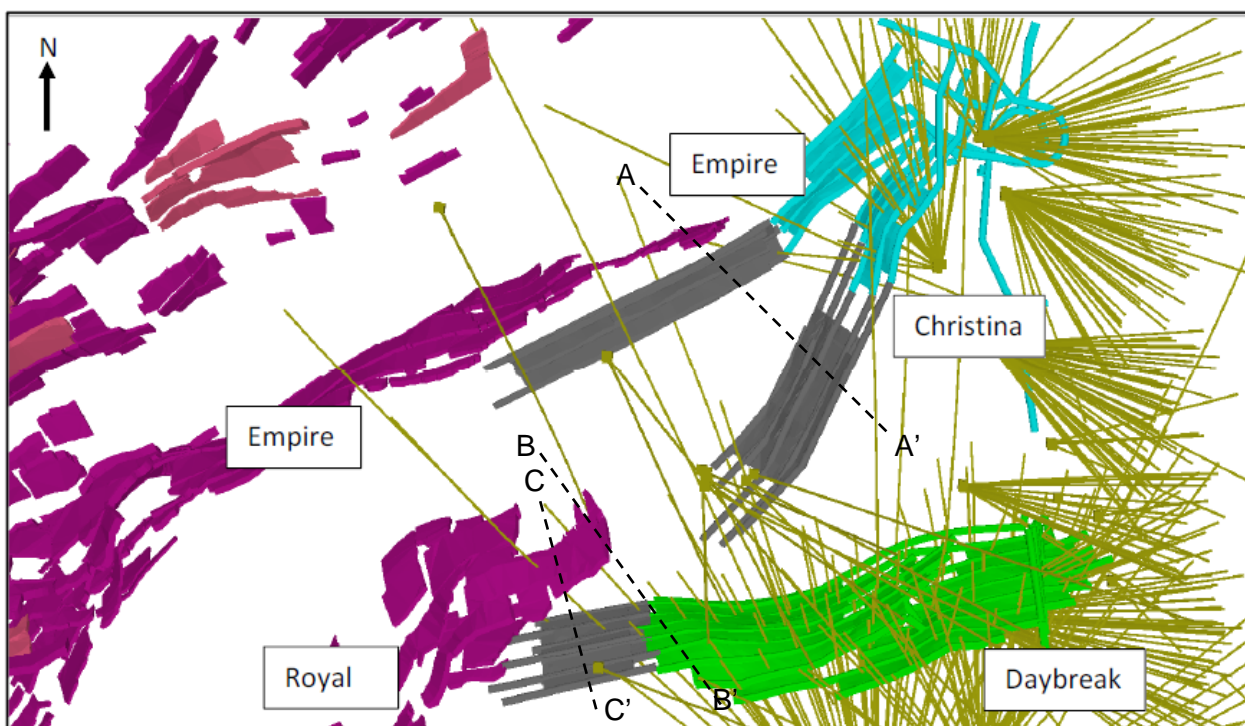 N
Empire
A
Christina
Empire
A’
B
C
Royal
Daybreak
B’
C’